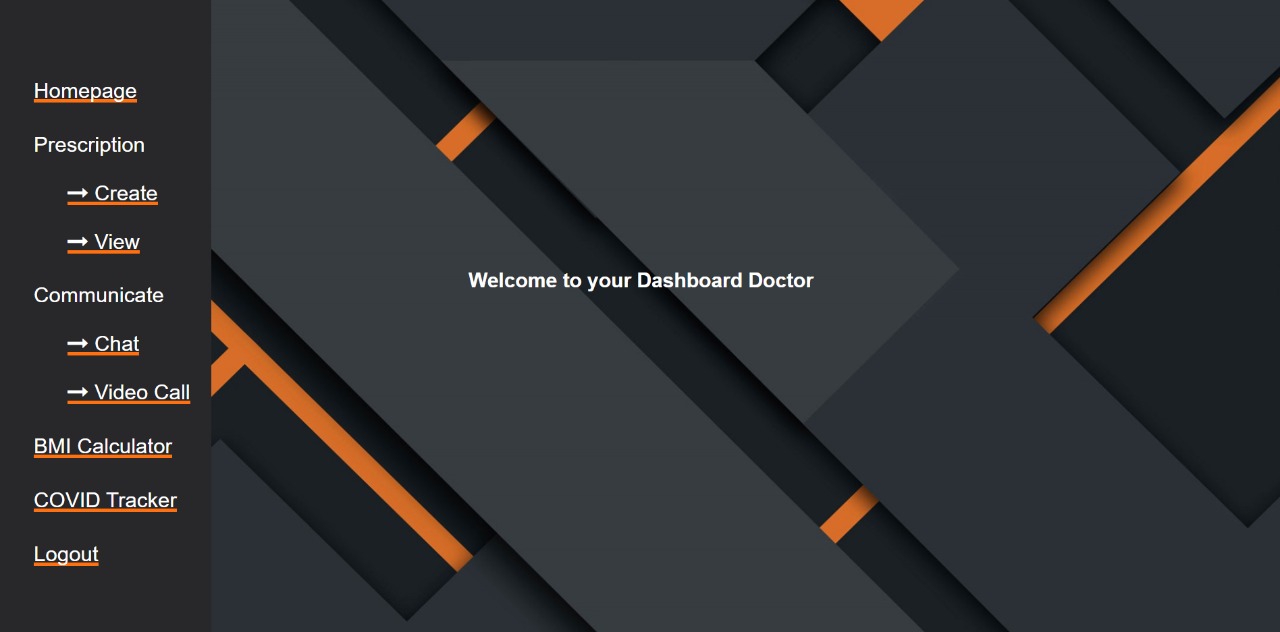 Homepage
Prescription
➞ Create
➞ View
Communicate
➞ Chat
➞ Video Call
BMI Calculator
COVID Tracker
Logout
Welcome to your Dashboard Doctor